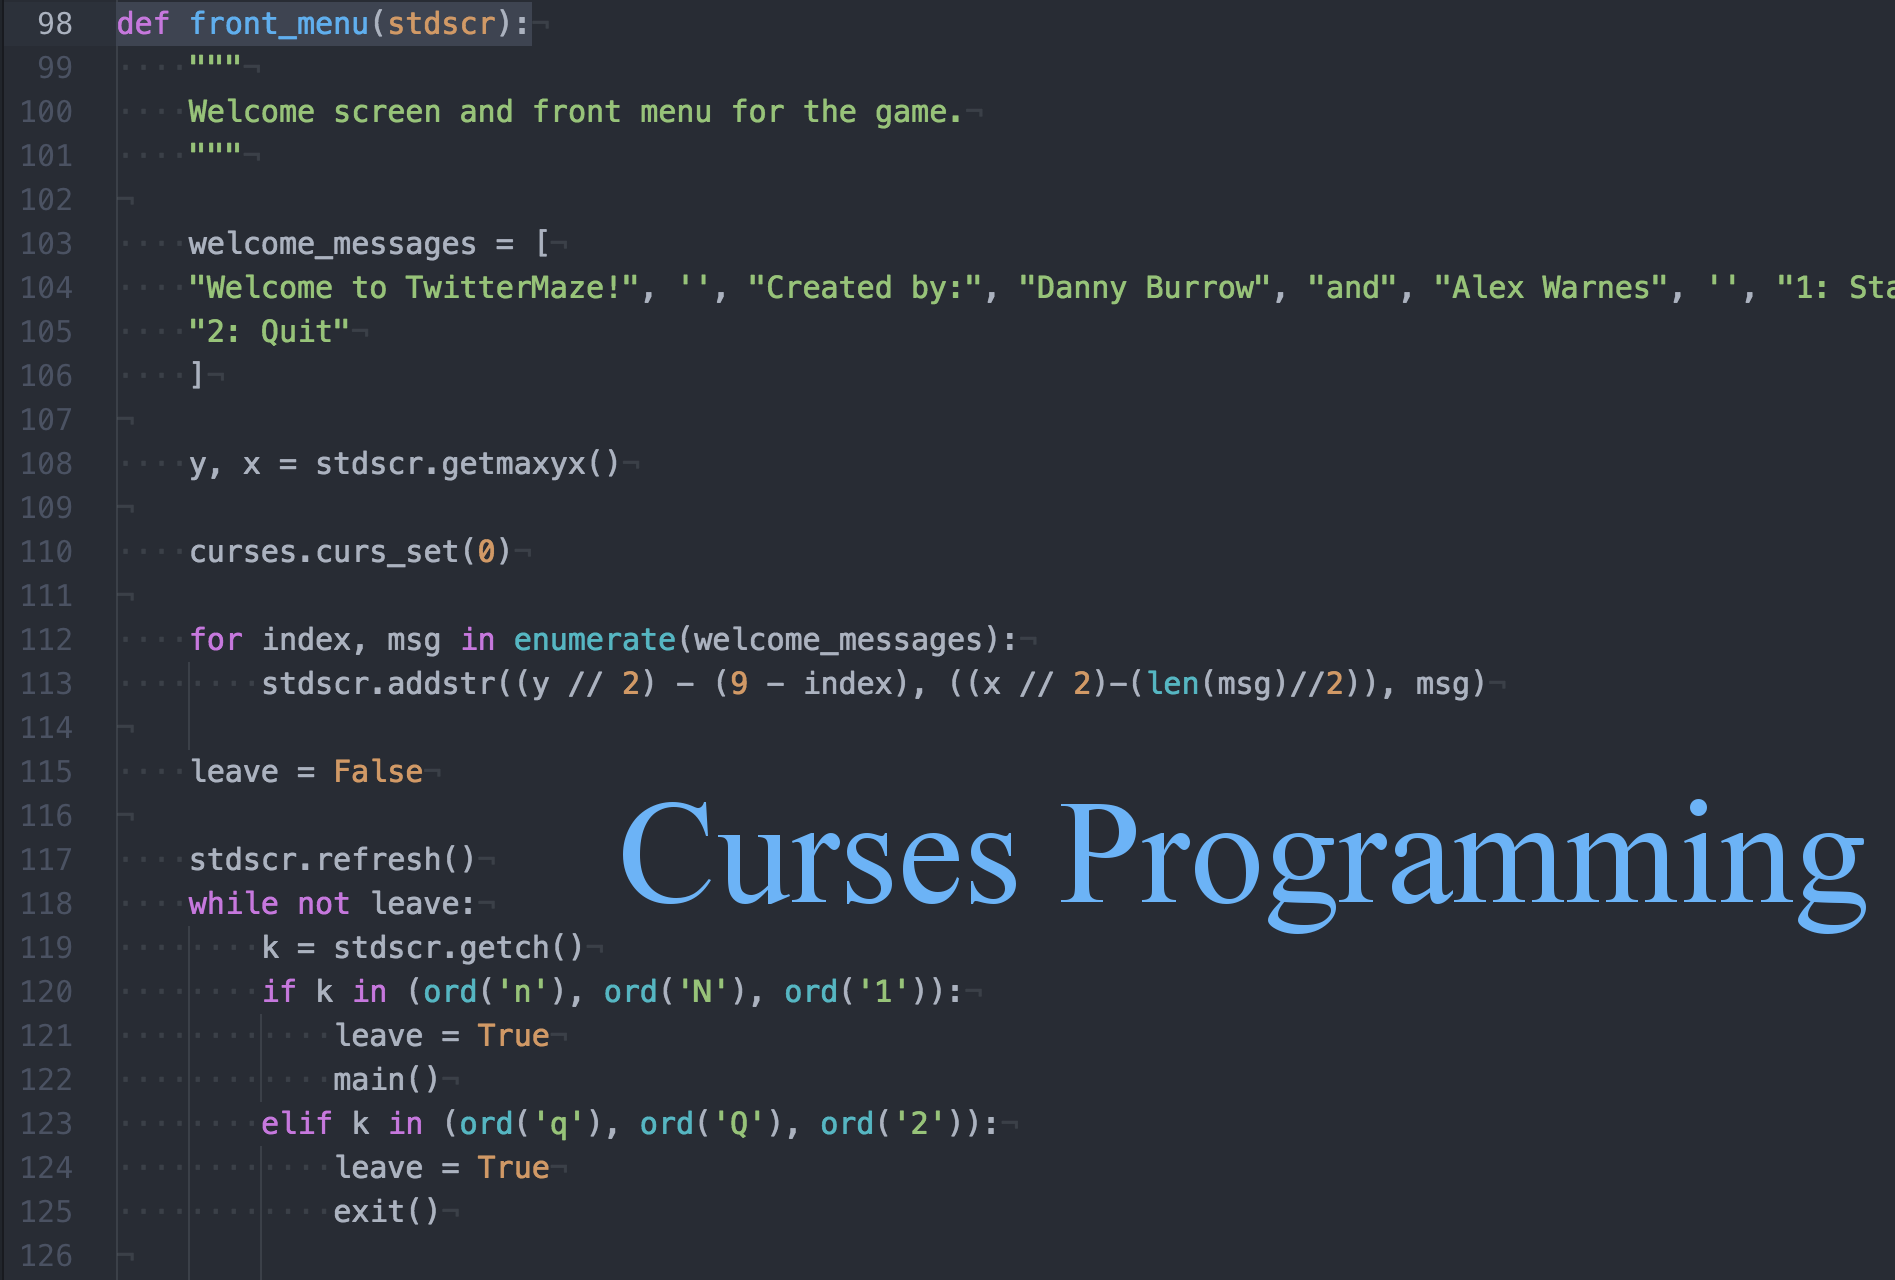 98 def front_menu(stdscr):
99 """
100 Welcome screen and front menu for the game.
101 """
102
103 welcome_messages = [
104 "Welcome to TwitterMaze!", '', "Created by:", "Danny Burrow", "and", "Alex Warnes", '', "1: Sta
105 "2: Quit"
106 ]
107
108 y, x = stdscr.getmaxyx()
109
110 curses.curs_set(0)
111
112 for index, msg in enumerate(welcome_messages):
113 stdscr.addstr((y // 2) - (9 - index), ((x // 2)-(len(msg)//2)), msg)
114
115 leave = False
116
117 stdscr.refresh()
118 while not leave:
119 k = stdscr.getch()
120 if k in (ord('n'), ord('N'), ord('1')):
121 leave = True
122 main()
123 elif k in (ord('q'), ord('Q'), ord('2')):
124 leave = True
125 exit()
126
Curses Programming